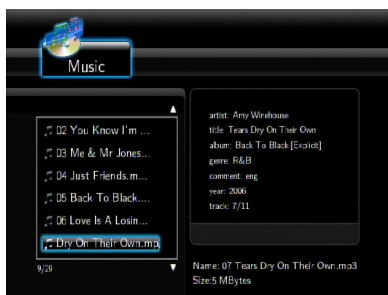 Music
02 You Know I'm ...
03 Me & Mr Jones...
04 Just Friends.m...
05 Back To Black....
06 Love Is A Losin...
Dry On Their Own.mp
9/29
artist: Amy Winehouse
title: Tears Dry On Their Own
album: Back To Black [Explicit]
genre: R&B
comment: eng
year: 2006
track: 7/11
Name: 07 Tears Dry On Their Own.mp3
Size:5 MBytes